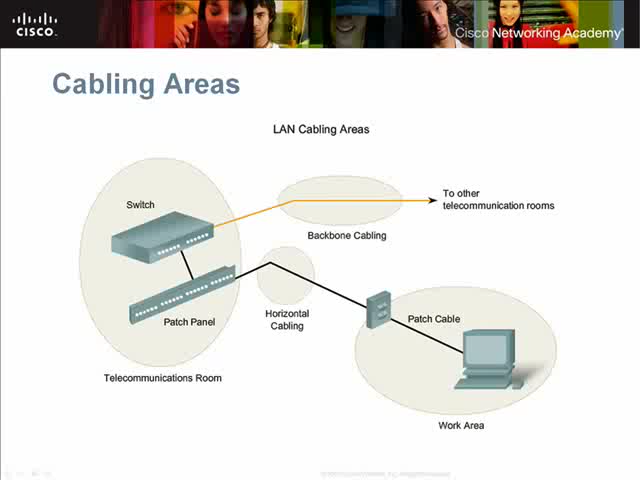 CISCO
Cisco Networking Academy
Cabling Areas
LAN Cabling Areas
Switch
To other
telecommunication rooms
Backbone Cabling
Patch Panel
Horizontal
Cabling
Patch Cable
Telecommunications Room
Work Area